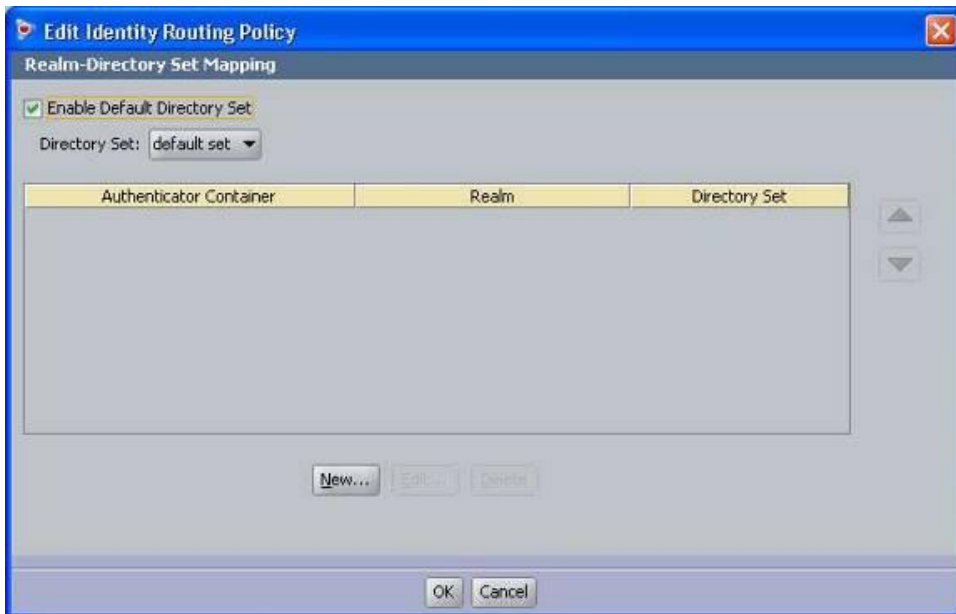 Edit Identity Routing Policy
Realm-Directory Set Mapping
Enable Default Directory Set
Directory Set: default set
Authenticator Container Realm Directory Set
New... Edit... Delete
OK Cancel